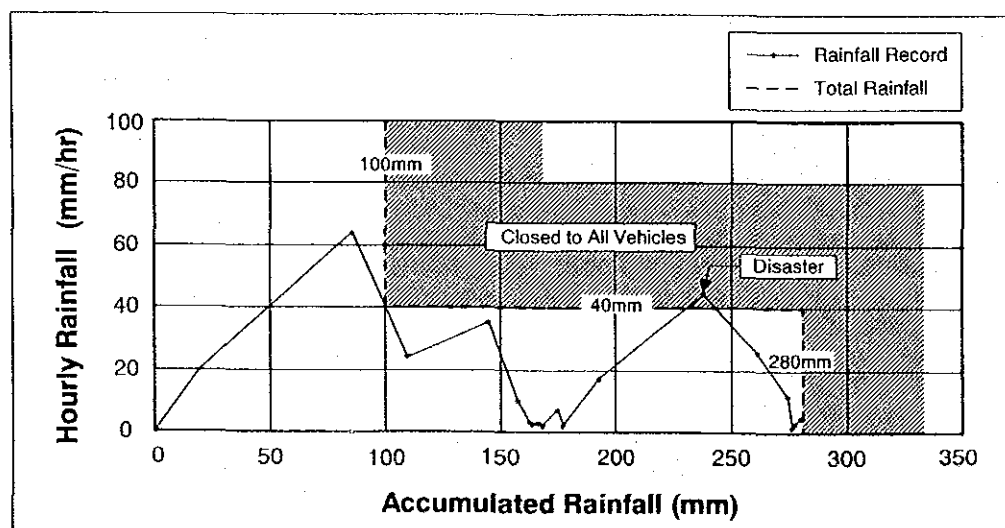 Rainfall Record
Total Rainfall
Hourly Rainfall (mm/hr)
100
80
60
40
20
0
100mm
Closed to All Vehicles
Disaster
40mm
280mm
0
50
100
150
200
250
300
350
Accumulated Rainfall (mm)